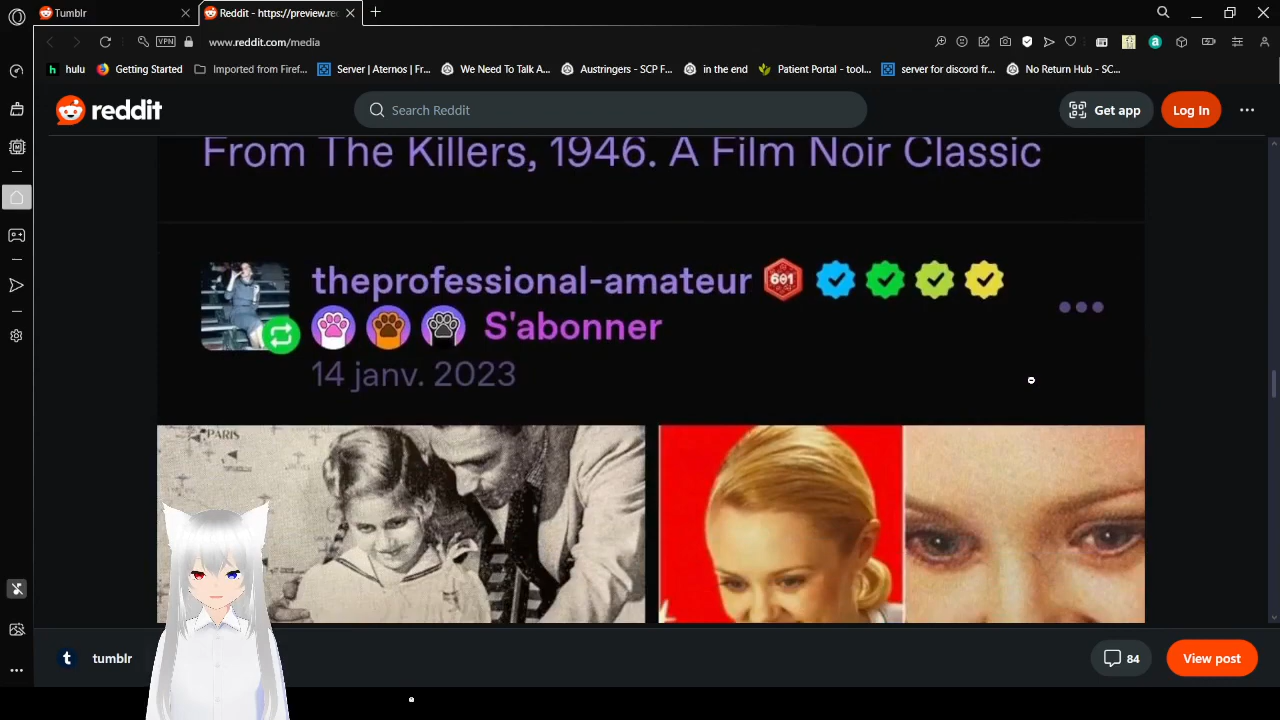 Tumblr
Reddit - https://preview.re
VPN
www.reddit.com/media
hulu
Getting Started
Imported from Firef...
Server | Aternos | Fr...
We Need To Talk A...
Austringers - SCP F...
in the end
Patient Portal - tool...
server for discord fr...
No Return Hub - SC...
reddit
Search Reddit
Get app
Log In
From The Killers, 1946. A Film Noir Classic
theprofessional-amateur 601
S'abonner
14 janv. 2023
PARIS
t tumblr
84
View post